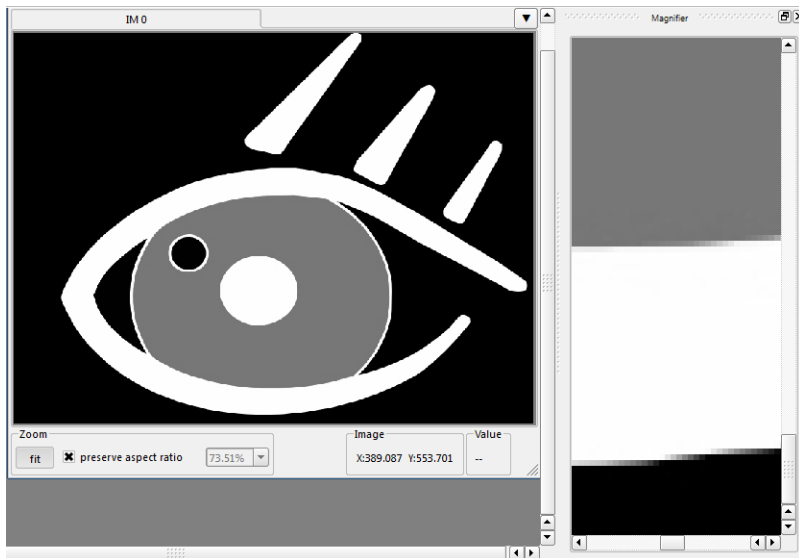 IM 0
Magnifier
Zoom
Image
Value
fit
preserve aspect ratio
73.51%
X:389.087 Y:553.701
--